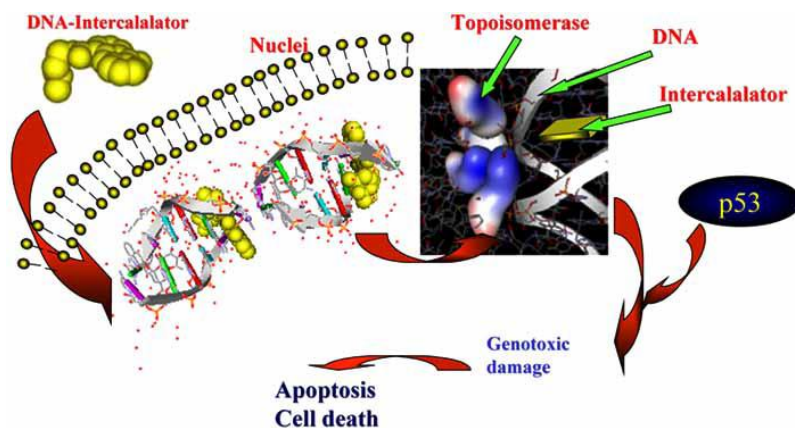 DNA-Intercalalator
Nuclei
Topoisomerase
DNA
Intercalalator
p53
Genotoxic
damage
Apoptosis
Cell death